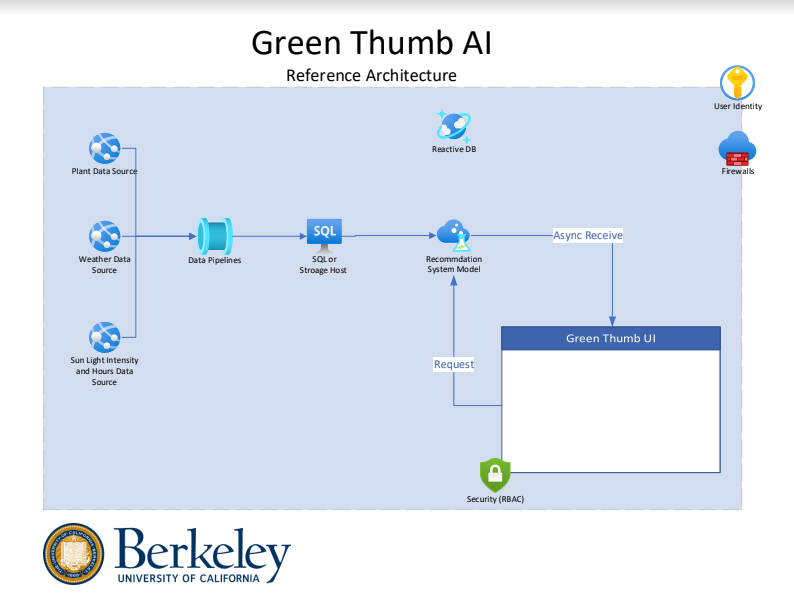 Green Thumb AI
Reference Architecture
User Identity
Firewalls
Reactive DB
Plant Data Source
Weather Data
Source
Data Pipelines
SQL
SQL or
Stroage Host
Recommdation
System Model
Async Receive
Sun Light Intensity
and Hours Data
Source
Request
Green Thumb UI
Security (RBAC)
Berkeley
UNIVERSITY OF CALIFORNIA